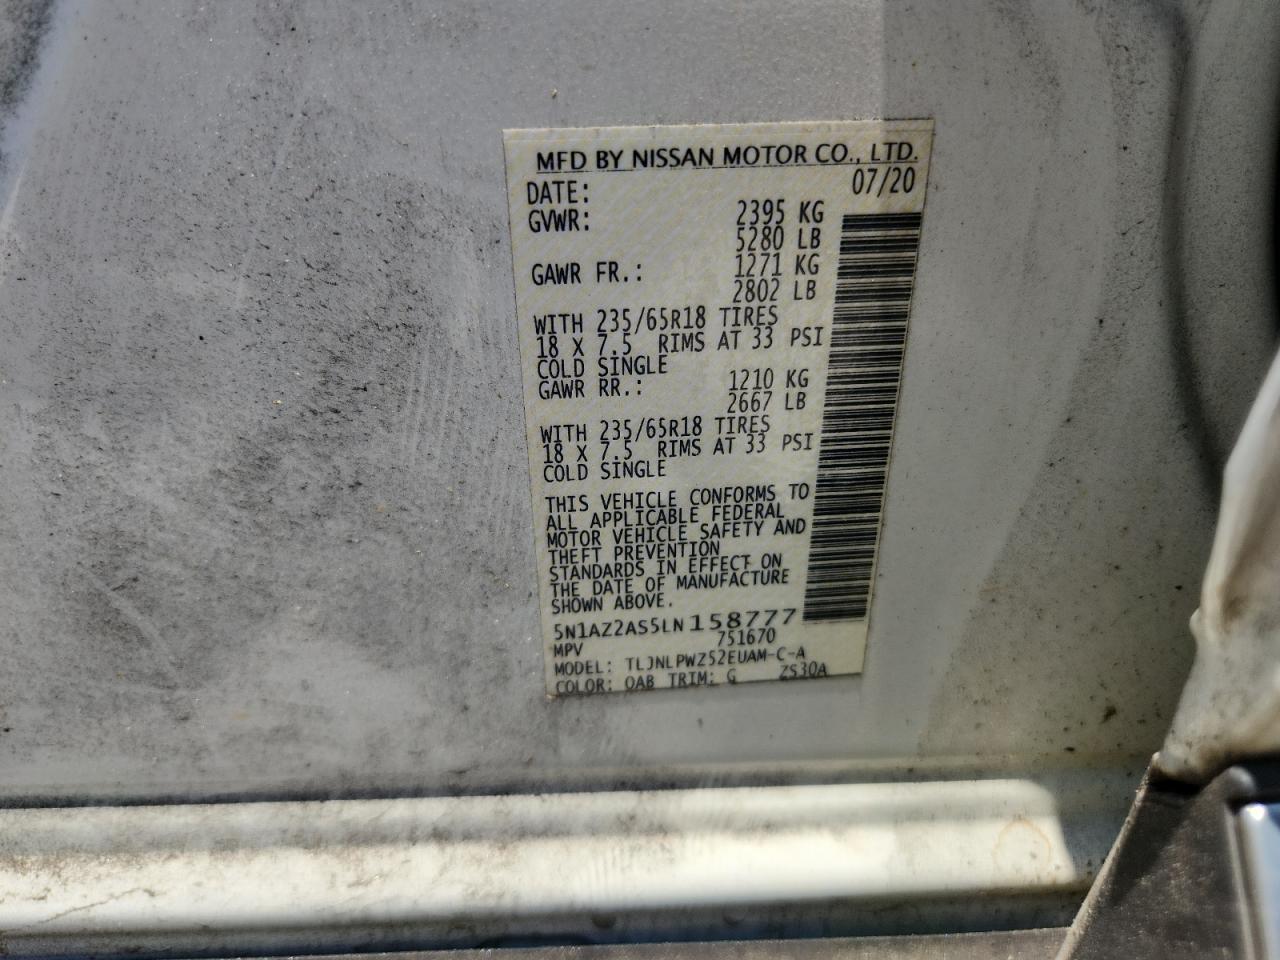 MFD BY NISSAN MOTOR CO., LTD.
DATE: 07/20
GVWR: 2395 KG
5280 LB
GAWR FR.: 1271 KG
2802 LB
WITH 235/65R18 TIRES
18 X 7.5 RIMS AT 33 PSI
COLD SINGLE
GAWR RR.: 1210 KG
2667 LB
WITH 235/65R18 TIRES
18 X 7.5 RIMS AT 33 PSI
COLD SINGLE
THIS VEHICLE CONFORMS TO
ALL APPLICABLE FEDERAL
MOTOR VEHICLE SAFETY AND
THEFT PREVENTION
STANDARDS IN EFFECT ON
THE DATE OF MANUFACTURE
SHOWN ABOVE.
5N1AZ2AS5LN158777
MPV 751670
MODEL: TLJNLPWZ52EUAM-C-A
COLOR: QAB TRIM: G ZS30A